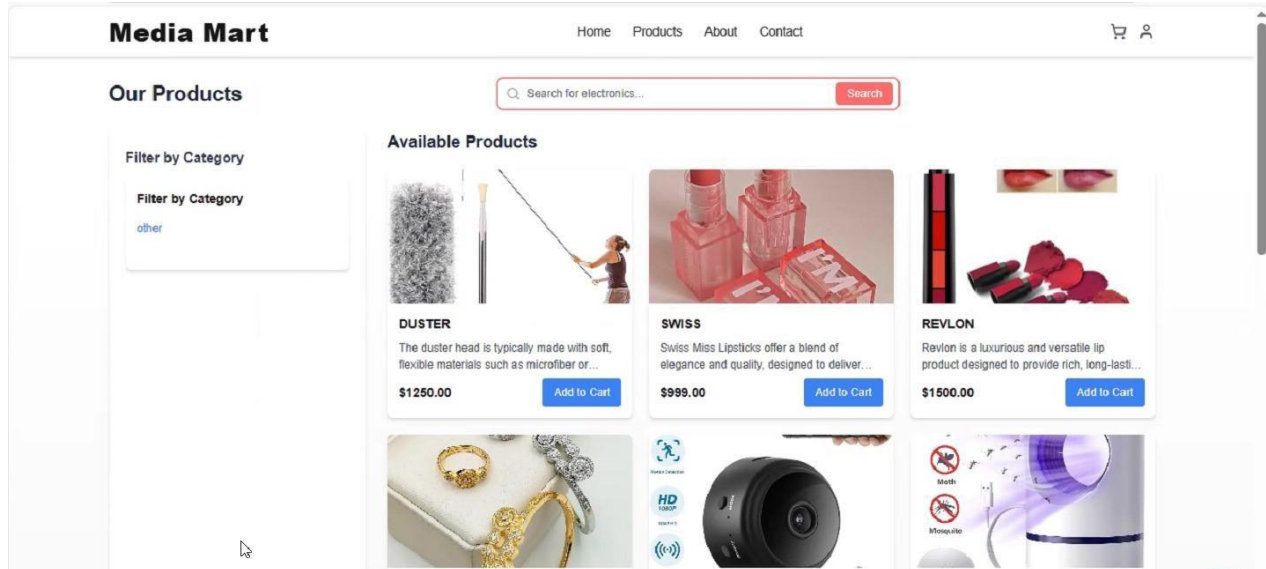 Media Mart
Home Products About Contact
Our Products
Search for electronics... Search
Filter by Category
Filter by Category
other
Available Products
I'M
I'M
DUSTER
The duster head is typically made with soft,
flexible materials such as microfiber or...
$1250.00 Add to Cart
SWISS
Swiss Miss Lipsticks offer a blend of
elegance and quality, designed to deliver...
$999.00 Add to Cart
REVLON
Revlon is a luxurious and versatile lip
product designed to provide rich, long-lasti...
$1500.00 Add to Cart
Motion Detection
HD
1080P
Moth
Mosquito